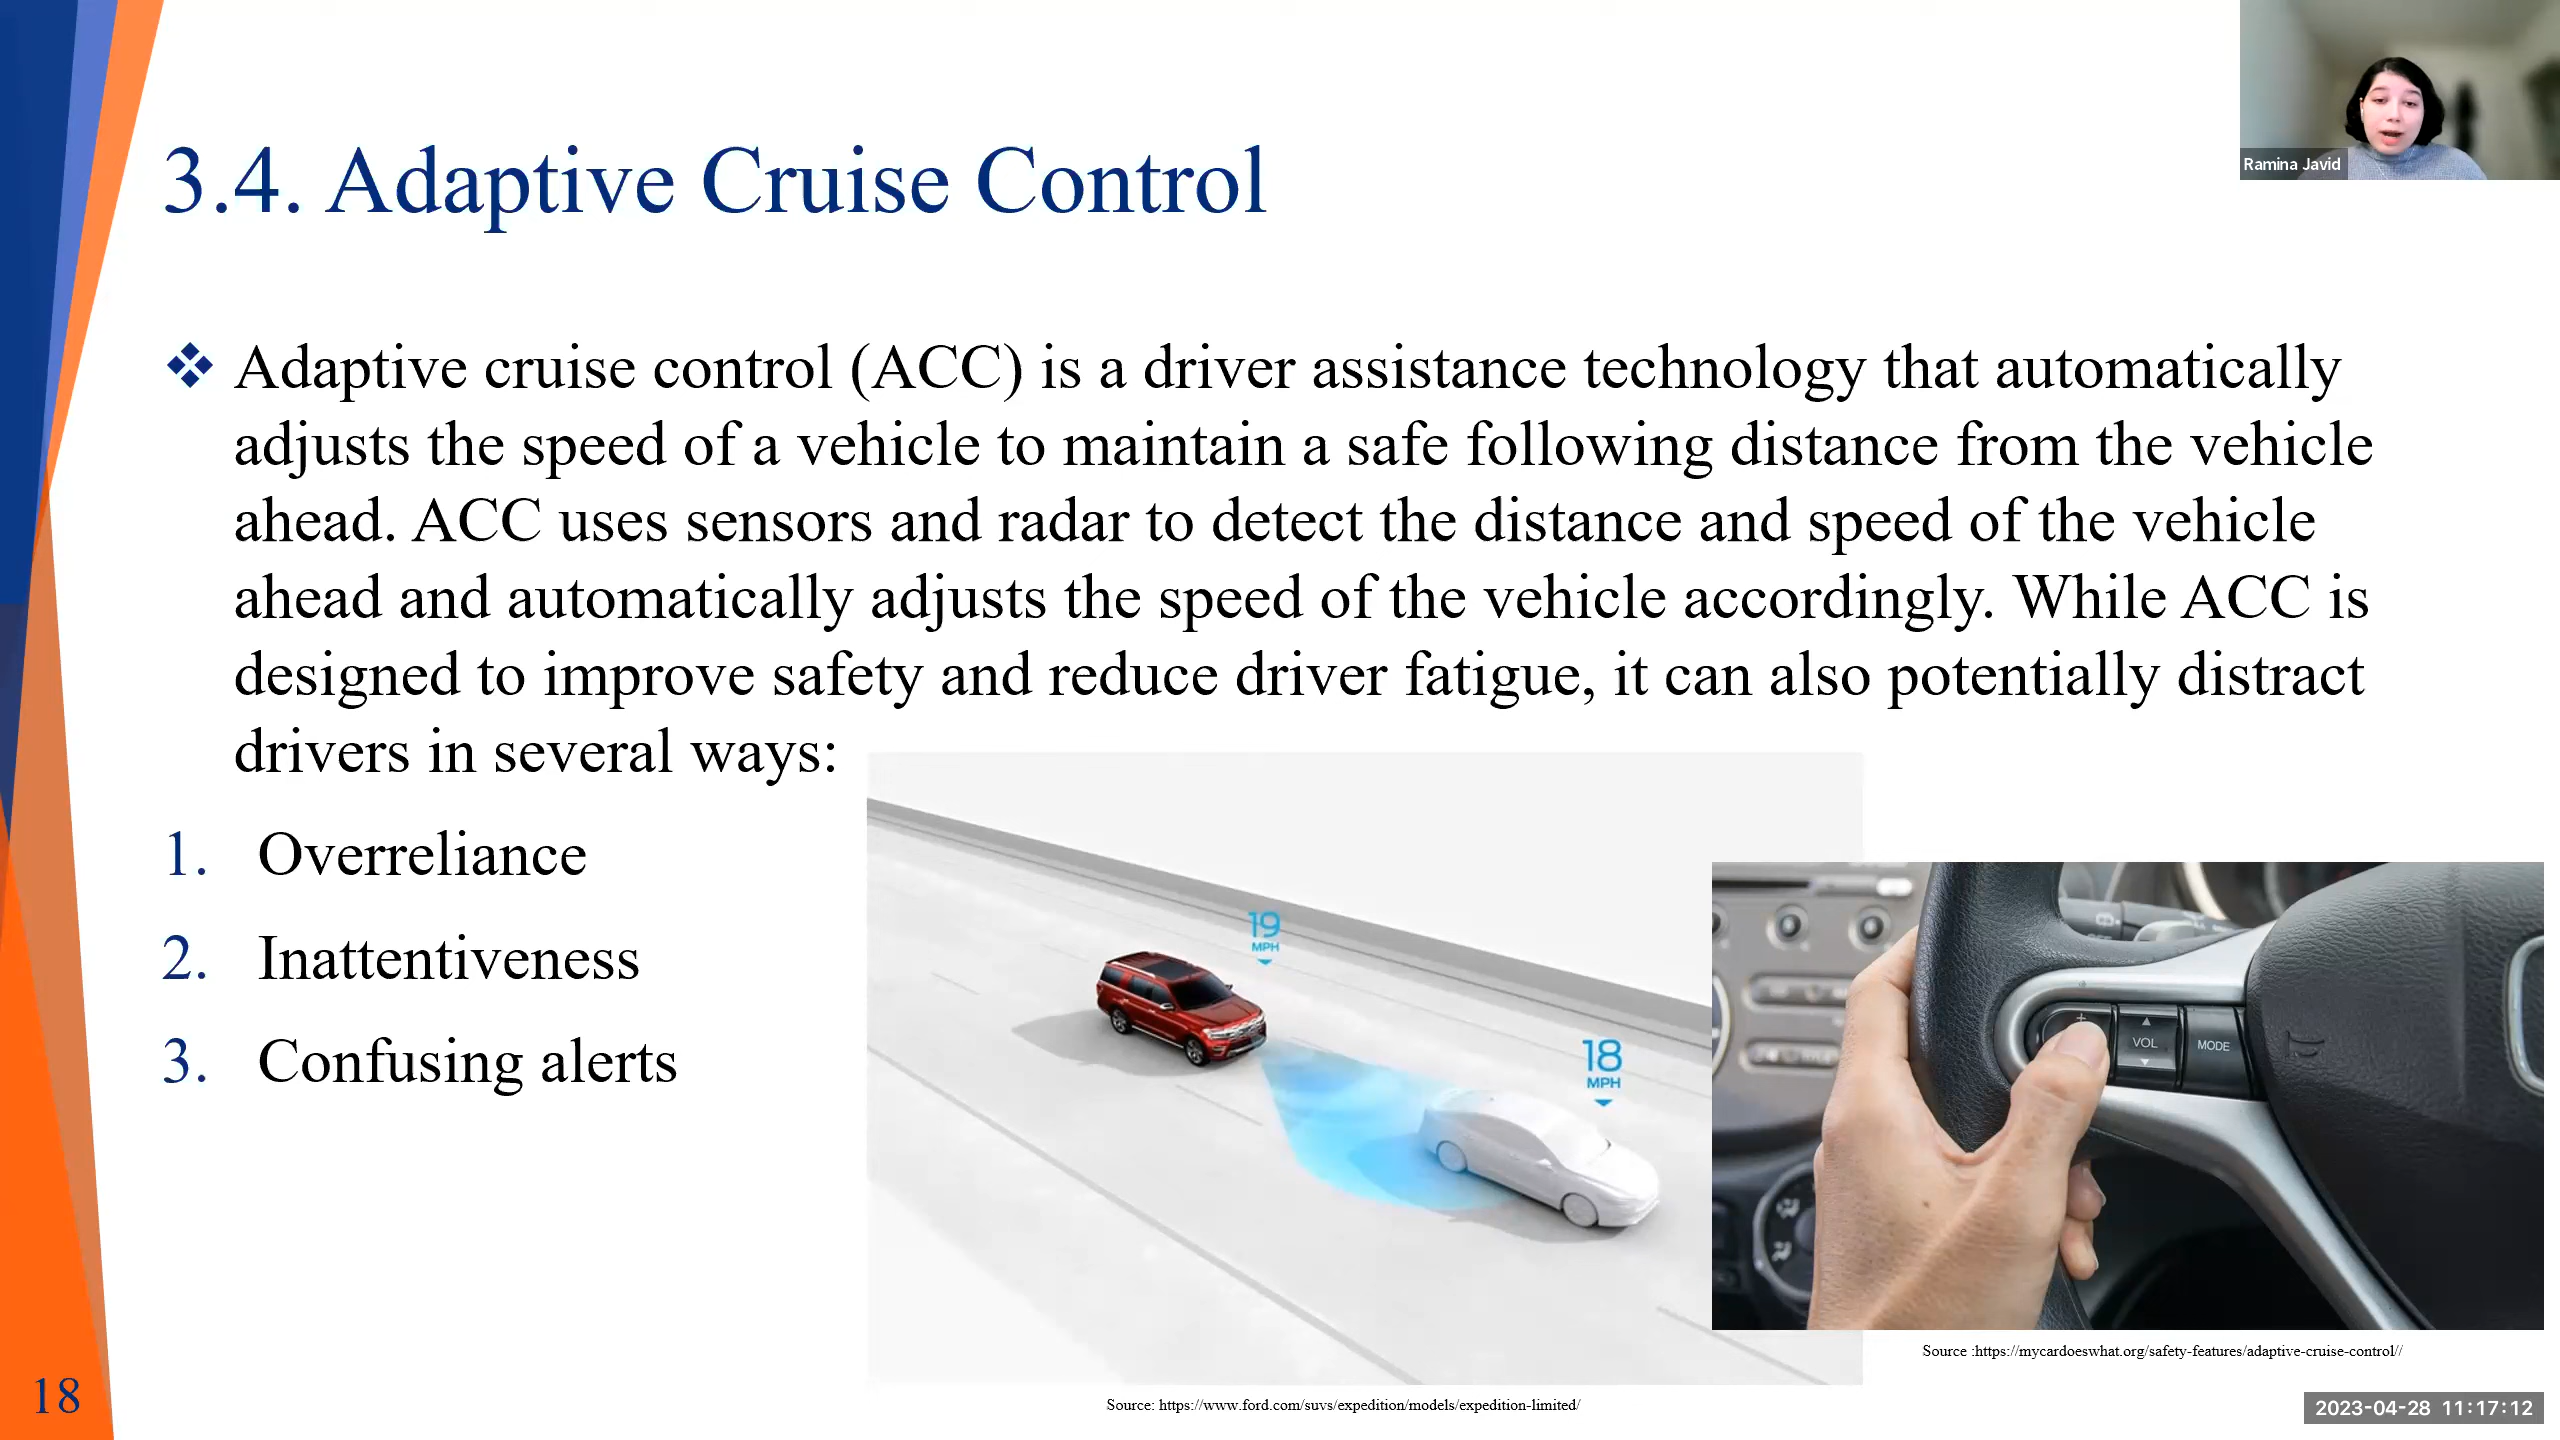 Ramina Javid
3.4. Adaptive Cruise Control
❖ Adaptive cruise control (ACC) is a driver assistance technology that automatically
adjusts the speed of a vehicle to maintain a safe following distance from the vehicle
ahead. ACC uses sensors and radar to detect the distance and speed of the vehicle
ahead and automatically adjusts the speed of the vehicle accordingly. While ACC is
designed to improve safety and reduce driver fatigue, it can also potentially distract
drivers in several ways:
1. Overreliance
2. Inattentiveness
3. Confusing alerts
19
MPH
18
MPH
+
VOL
MODE
Source :https://mycardoeswhat.org/safety-features/adaptive-cruise-control//
Source: https://www.ford.com/suvs/expedition/models/expedition-limited/
18
2023-04-28 11:17:12